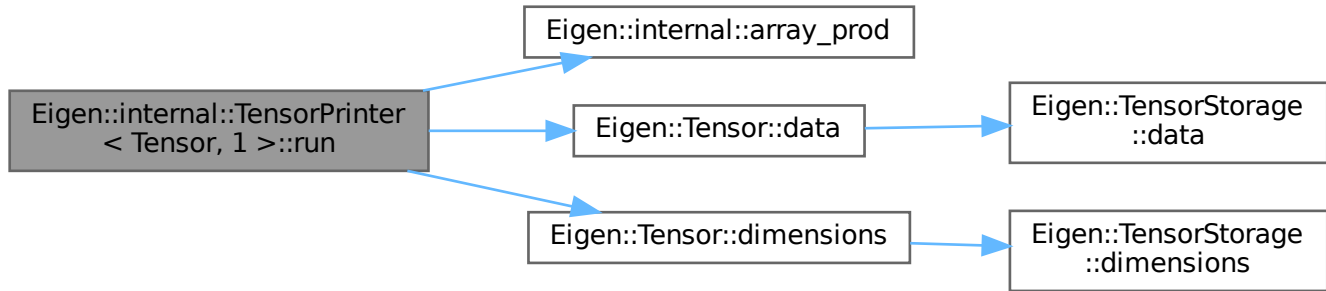 Eigen::internal::TensorPrinter
< Tensor, 1 >::run
Eigen::internal::array_prod
Eigen::Tensor::data
Eigen::TensorStorage
::data
Eigen::Tensor::dimensions
Eigen::TensorStorage
::dimensions